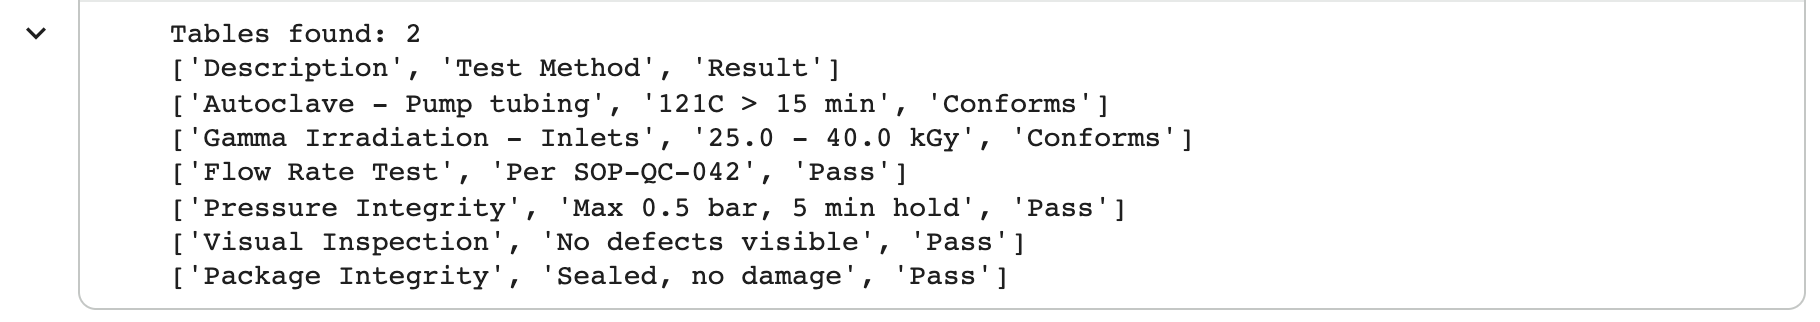 Tables found: 2
['Description', 'Test Method', 'Result']
['Autoclave – Pump tubing', '121C > 15 min', 'Conforms']
['Gamma Irradiation – Inlets', '25.0 – 40.0 kGy', 'Conforms']
['Flow Rate Test', 'Per SOP-QC-042', 'Pass']
['Pressure Integrity', 'Max 0.5 bar, 5 min hold', 'Pass']
['Visual Inspection', 'No defects visible', 'Pass']
['Package Integrity', 'Sealed, no damage', 'Pass']